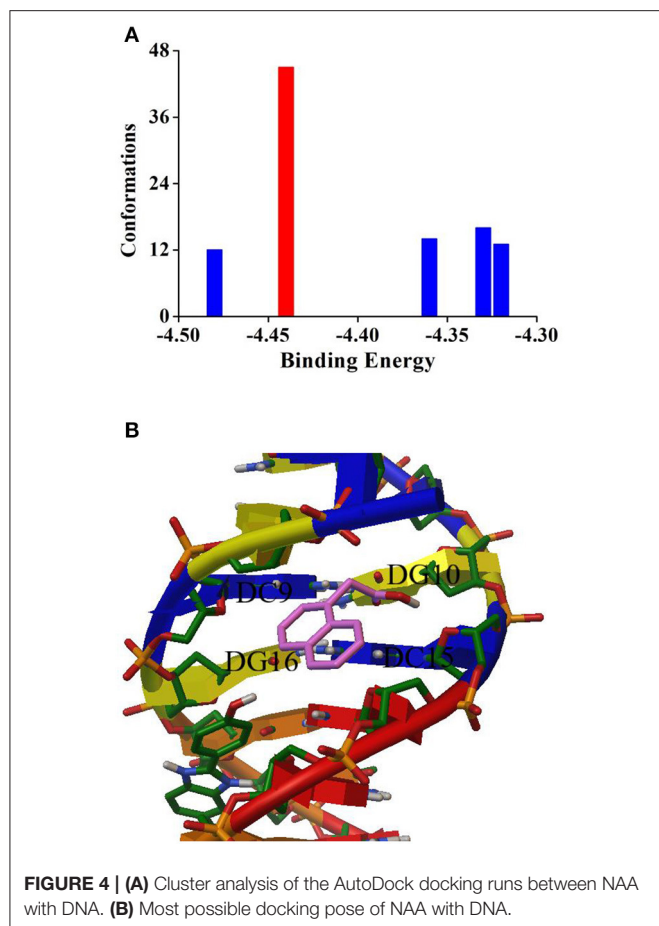 A
48
36
24
12
0
Conformations
-4.50 -4.45 -4.40 -4.35 -4.30
Binding Energy
B
DC9 DG10
DG16 DC15
FIGURE 4 | (A) Cluster analysis of the AutoDock docking runs between NAA
with DNA. (B) Most possible docking pose of NAA with DNA.